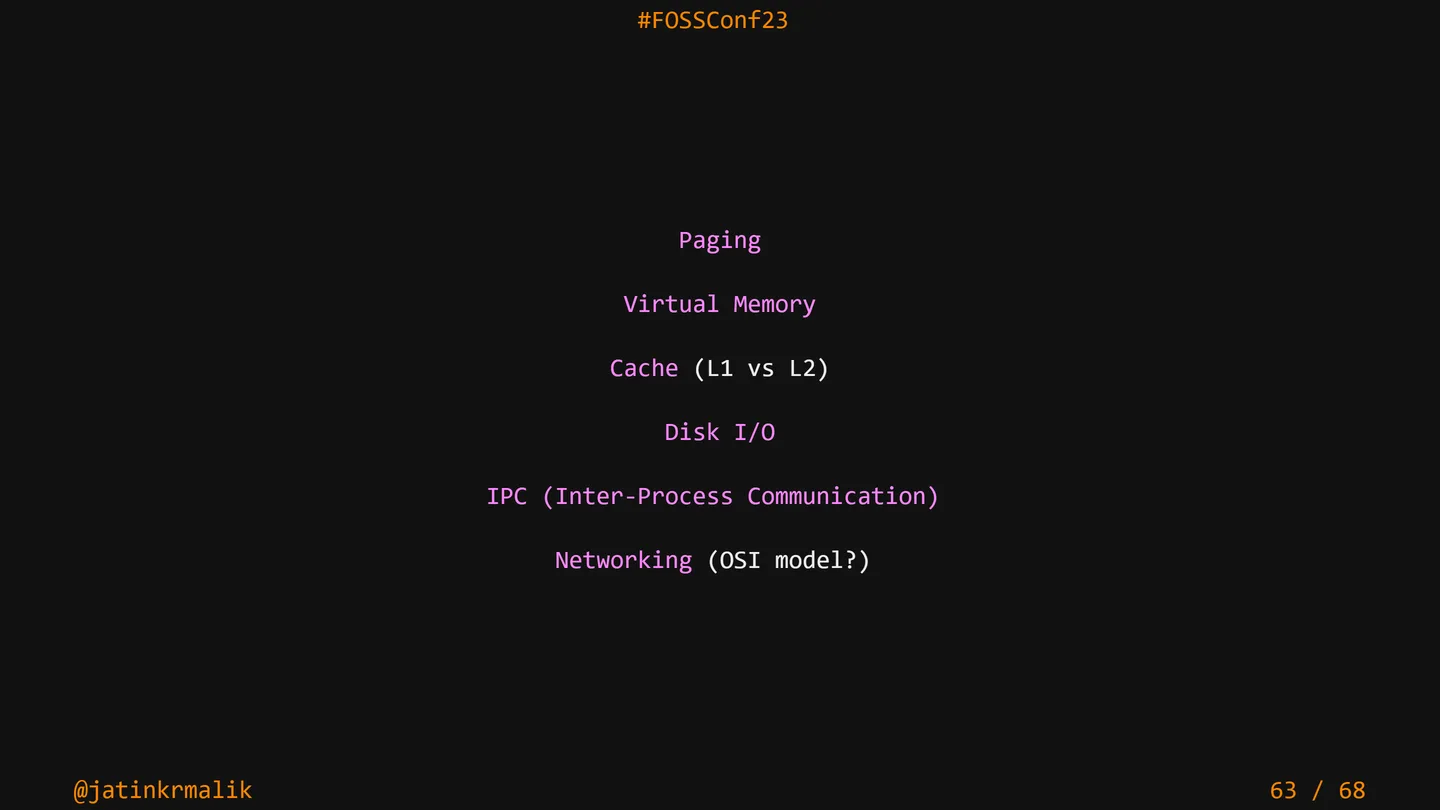 #FOSSConf23
Paging
Virtual Memory
Cache (L1 vs L2)
Disk I/O
IPC (Inter-Process Communication)
Networking (OSI model?)
@jatinkrmalik
63 / 68